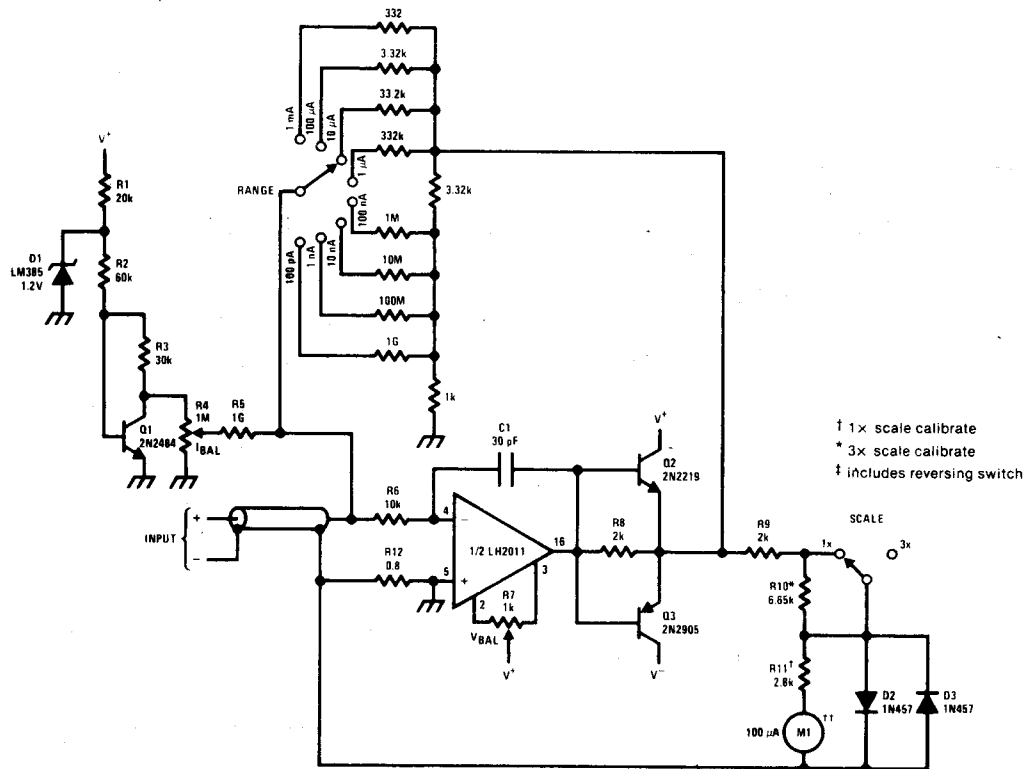 332
3.32k
33.2k
332k
3.32k
1M
10M
100M
1G
1k
1 mA
100 µA
10 µA
1 µA
100 nA
10 nA
1 nA
100 pA
RANGE
V+
R1
20k
D1
LM385
1.2V
R2
60k
R3
30k
Q1
2N2484
R4
1M
IBAL
R5
1G
INPUT
+
−
R6
10k
R12
0.8
C1
30 pF
4
−
5
+
1/2 LH2011
16
2
3
R7
1k
VBAL
V+
V+
Q2
2N2219
R8
2k
Q3
2N2905
V−
R9
2k
SCALE
1x
3x
R10*
6.65k
R11†
100 µA
M1
††
D2
1N457
D3
1N457
† 1× scale calibrate
* 3× scale calibrate
‡ includes reversing switch